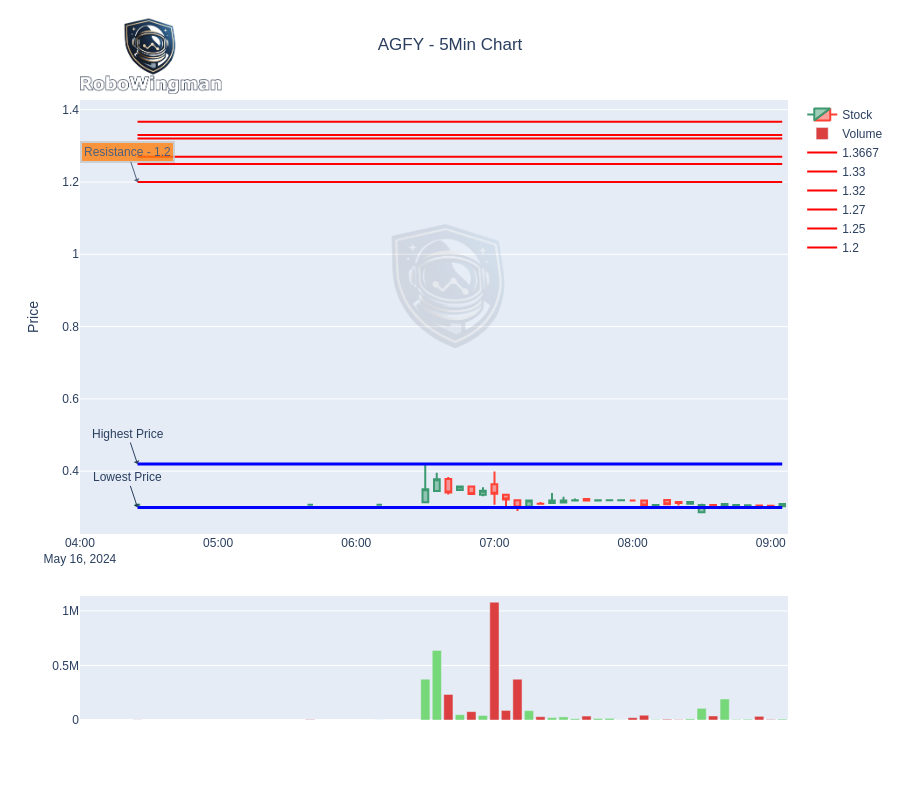 AGFY - 5Min Chart
RoboWingman
Stock
Volume
1.3667
1.33
1.32
1.27
1.25
1.2
1.4
Resistance - 1.2
1.2
1
0.8
0.6
0.4
Price
Highest Price
Lowest Price
04:00
05:00
06:00
07:00
08:00
09:00
May 16, 2024
1M
0.5M
0